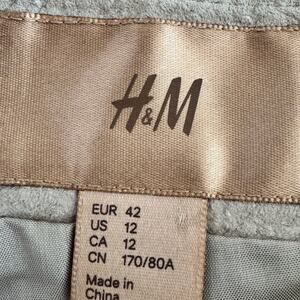 H&M
EUR 42
US 12
CA 12
CN 170/80A
Made in
China